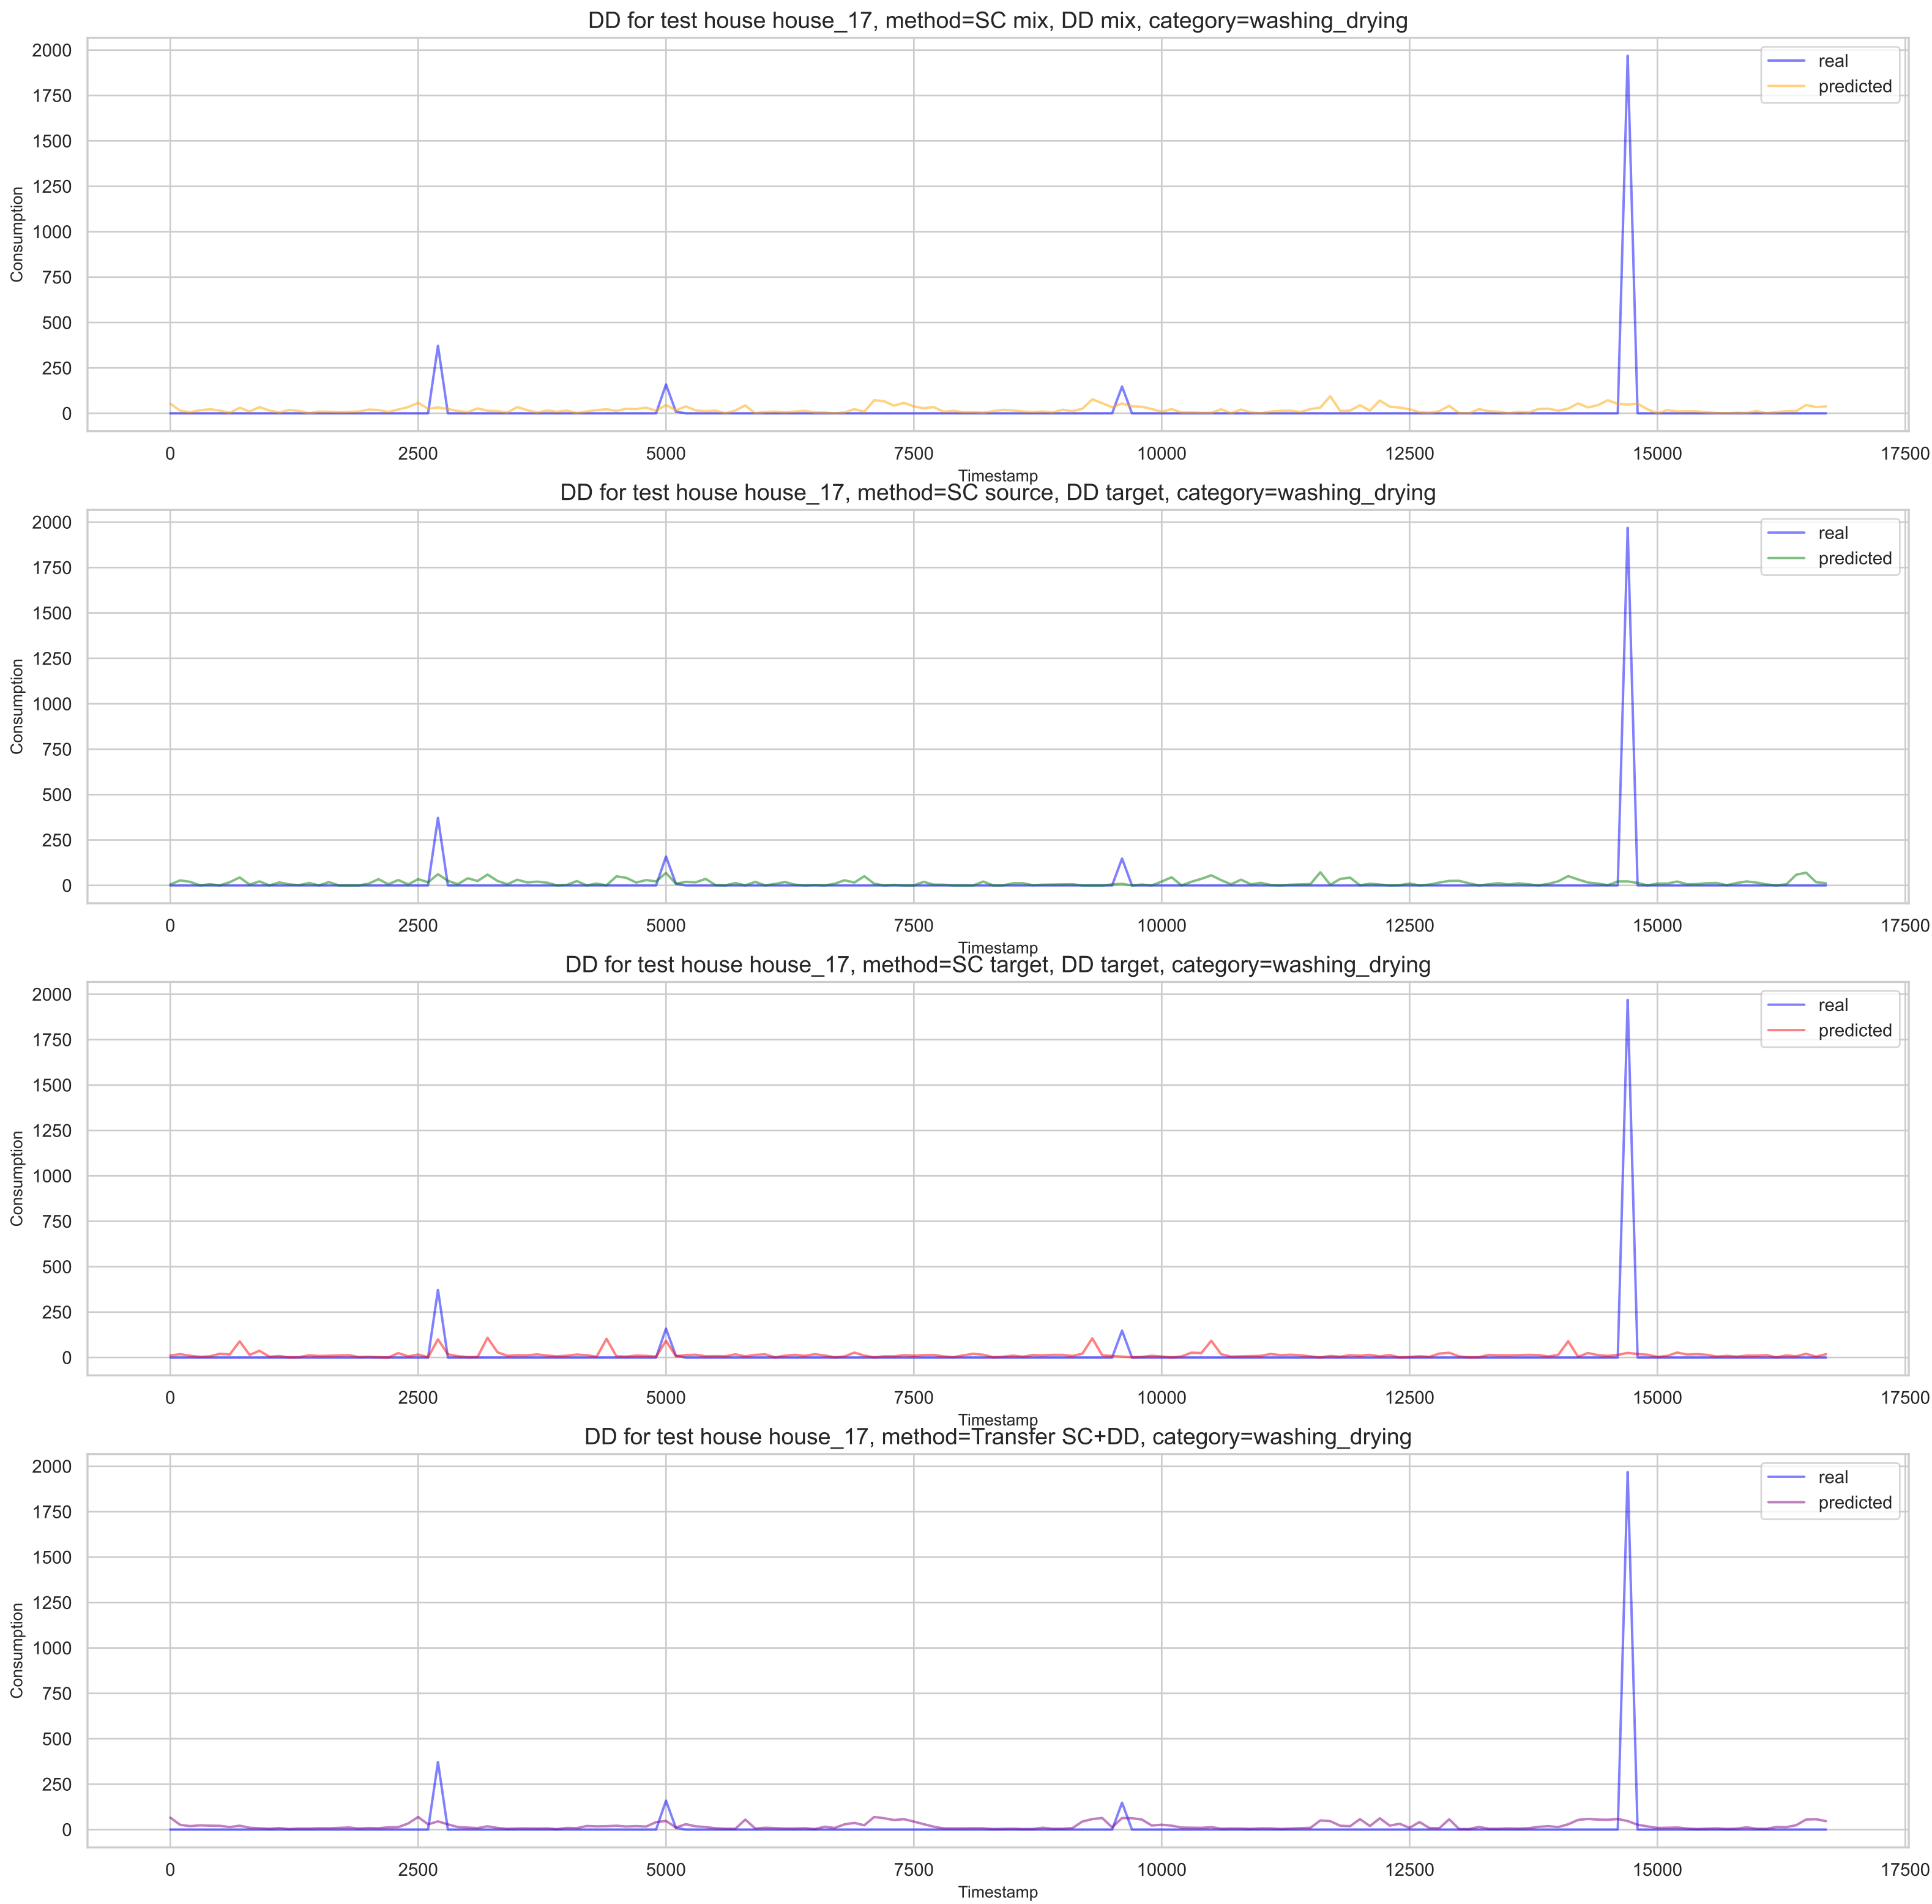 DD for test house house_17, method=SC mix, DD mix, category=washing_drying
2000
1750
1500
1250
1000
750
500
250
0
Consumption
real
predicted
0 2500 5000 7500 10000 12500 15000 17500
Timestamp
DD for test house house_17, method=SC source, DD target, category=washing_drying
2000
1750
1500
1250
1000
750
500
250
0
Consumption
real
predicted
0 2500 5000 7500 10000 12500 15000 17500
Timestamp
DD for test house house_17, method=SC target, DD target, category=washing_drying
2000
1750
1500
1250
1000
750
500
250
0
Consumption
real
predicted
0 2500 5000 7500 10000 12500 15000 17500
Timestamp
DD for test house house_17, method=Transfer SC+DD, category=washing_drying
2000
1750
1500
1250
1000
750
500
250
0
Consumption
real
predicted
0 2500 5000 7500 10000 12500 15000 17500
Timestamp